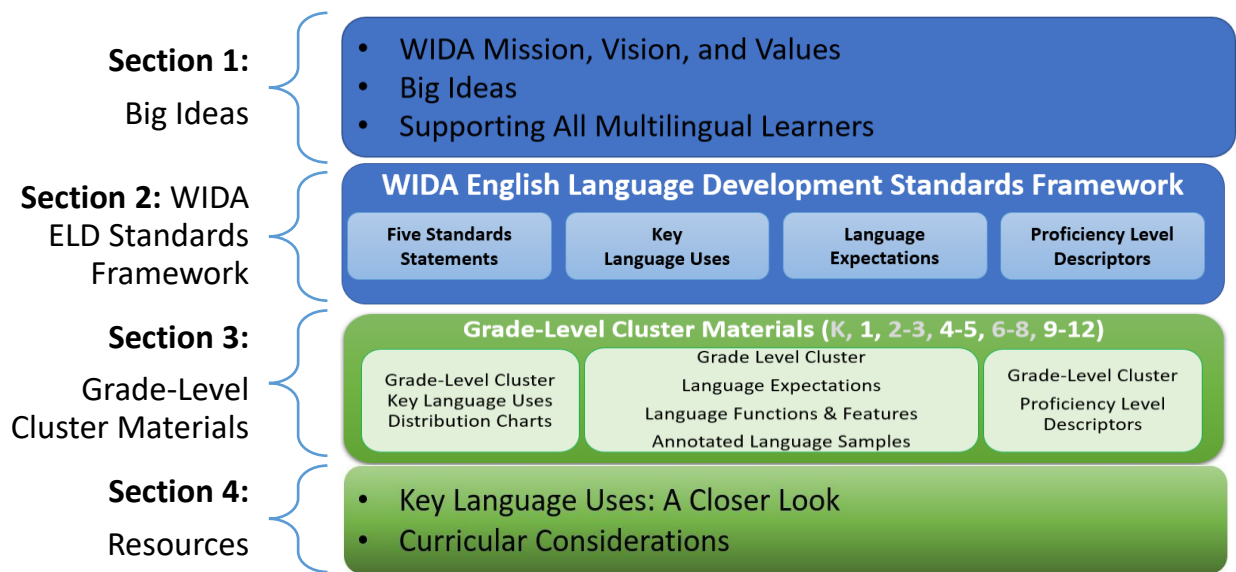 Section 1:
Big Ideas
• WIDA Mission, Vision, and Values
• Big Ideas
• Supporting All Multilingual Learners
Section 2: WIDA
ELD Standards
Framework
WIDA English Language Development Standards Framework
Five Standards
Statements
Key
Language Uses
Language
Expectations
Proficiency Level
Descriptors
Section 3:
Grade-Level
Cluster Materials
Grade-Level Cluster Materials (K, 1, 2-3, 4-5, 6-8, 9-12)
Grade-Level Cluster
Key Language Uses
Distribution Charts
Grade Level Cluster
Language Expectations
Language Functions & Features
Annotated Language Samples
Grade-Level Cluster
Proficiency Level
Descriptors
Section 4:
Resources
• Key Language Uses: A Closer Look
• Curricular Considerations